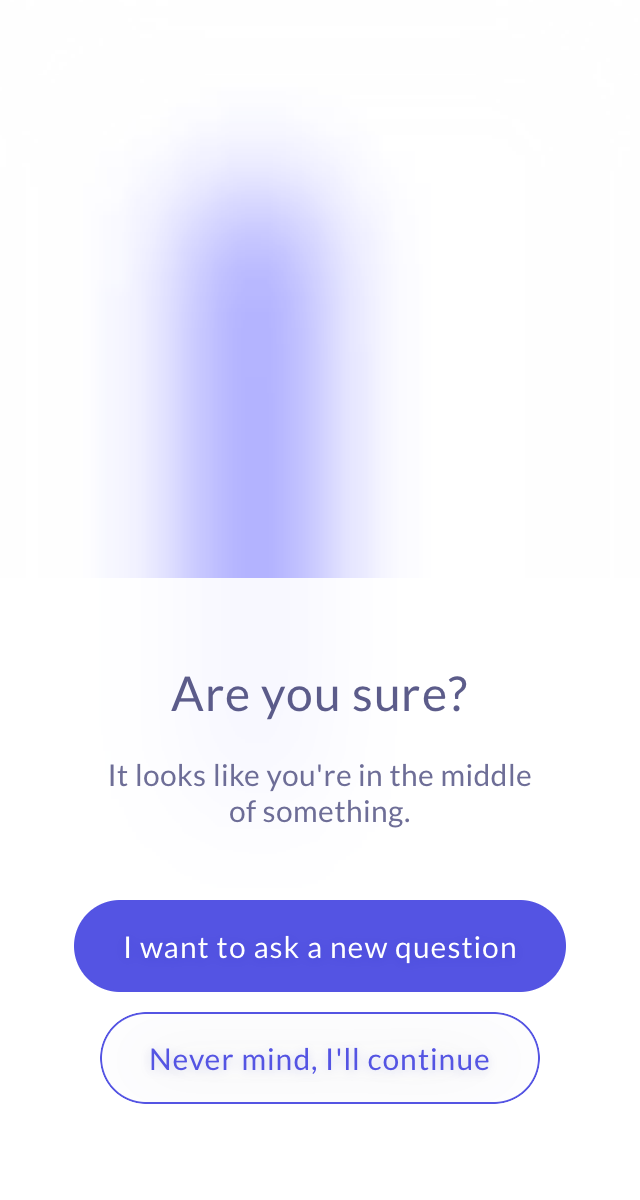 Are you sure?
It looks like you're in the middle
of something.
I want to ask a new question
Never mind, I'll continue